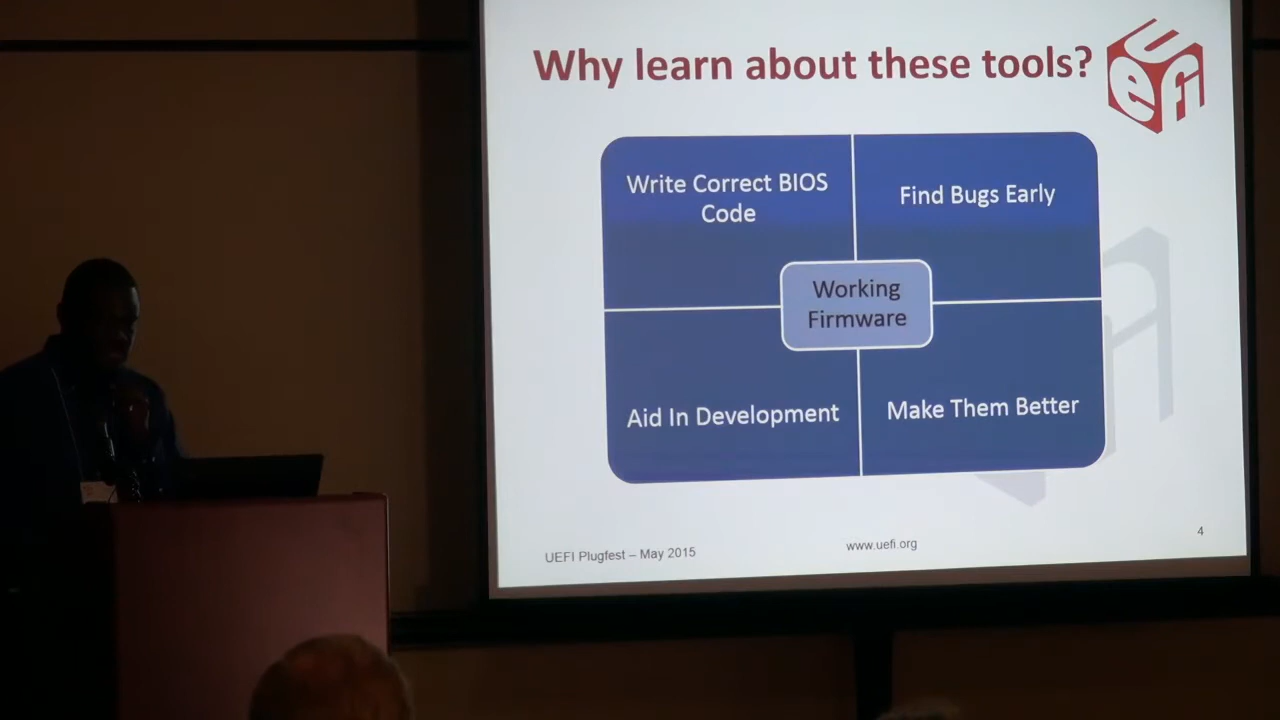 Why learn about these tools?
UEFI
Write Correct BIOS
Code
Find Bugs Early
Working
Firmware
Aid In Development
Make Them Better
UEFI Plugfest – May 2015
www.uefi.org
4